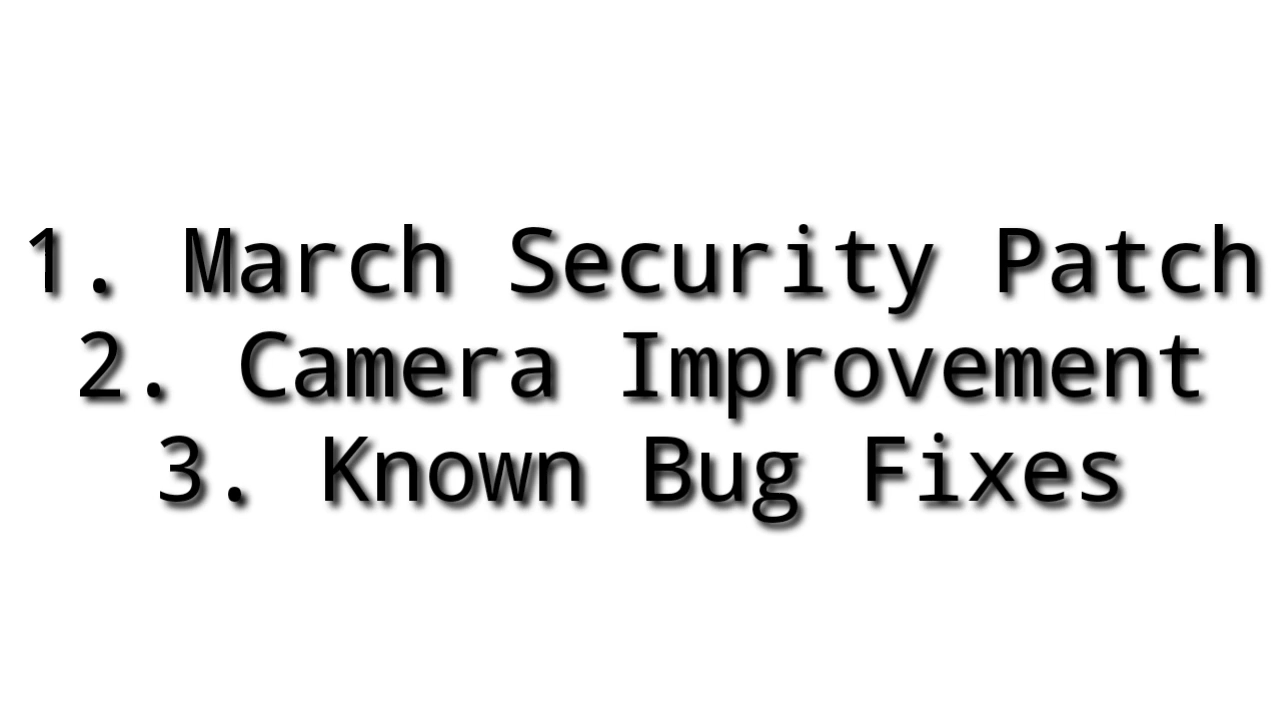 1. March Security Patch
2. Camera Improvement
3. Known Bug Fixes